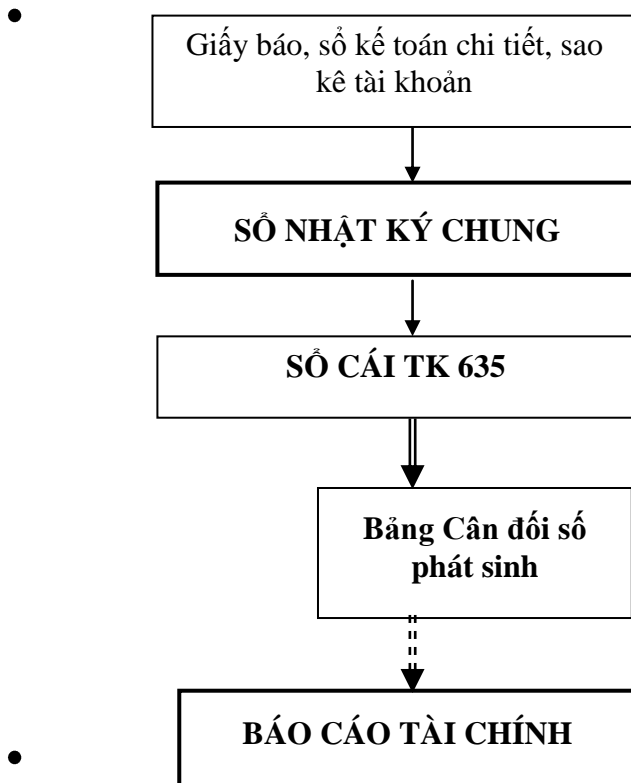 Giấy báo, sổ kế toán chi tiết, sao
kê tài khoản
SỔ NHẬT KÝ CHUNG
SỔ CÁI TK 635
Bảng Cân đối số
phát sinh
BÁO CÁO TÀI CHÍNH